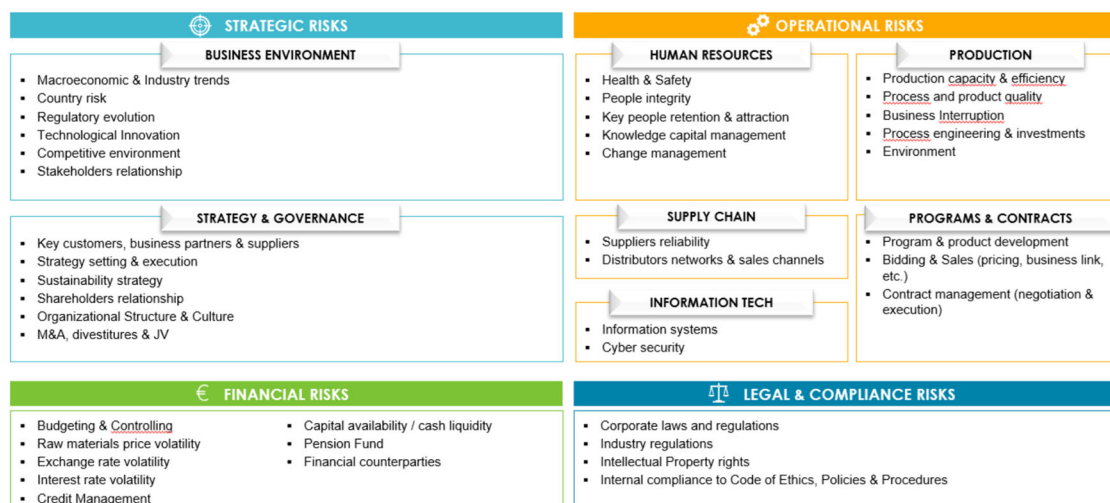 STRATEGIC RISKS
BUSINESS ENVIRONMENT
▪ Macroeconomic & Industry trends
▪ Country risk
▪ Regulatory evolution
▪ Technological Innovation
▪ Competitive environment
▪ Stakeholders relationship
STRATEGY & GOVERNANCE
▪ Key customers, business partners & suppliers
▪ Strategy setting & execution
▪ Sustainability strategy
▪ Shareholders relationship
▪ Organizational Structure & Culture
▪ M&A, divestitures & JV
OPERATIONAL RISKS
HUMAN RESOURCES
▪ Health & Safety
▪ People integrity
▪ Key people retention & attraction
▪ Knowledge capital management
▪ Change management
PRODUCTION
▪ Production capacity & efficiency
▪ Process and product quality
▪ Business Interruption
▪ Process engineering & investments
▪ Environment
SUPPLY CHAIN
▪ Suppliers reliability
▪ Distributors networks & sales channels
INFORMATION TECH
▪ Information systems
▪ Cyber security
PROGRAMS & CONTRACTS
▪ Program & product development
▪ Bidding & Sales (pricing, business link,
etc.)
▪ Contract management (negotiation &
execution)
€ FINANCIAL RISKS
▪ Budgeting & Controlling
▪ Raw materials price volatility
▪ Exchange rate volatility
▪ Interest rate volatility
▪ Credit Management
▪ Capital availability / cash liquidity
▪ Pension Fund
▪ Financial counterparties
LEGAL & COMPLIANCE RISKS
▪ Corporate laws and regulations
▪ Industry regulations
▪ Intellectual Property rights
▪ Internal compliance to Code of Ethics, Policies & Procedures